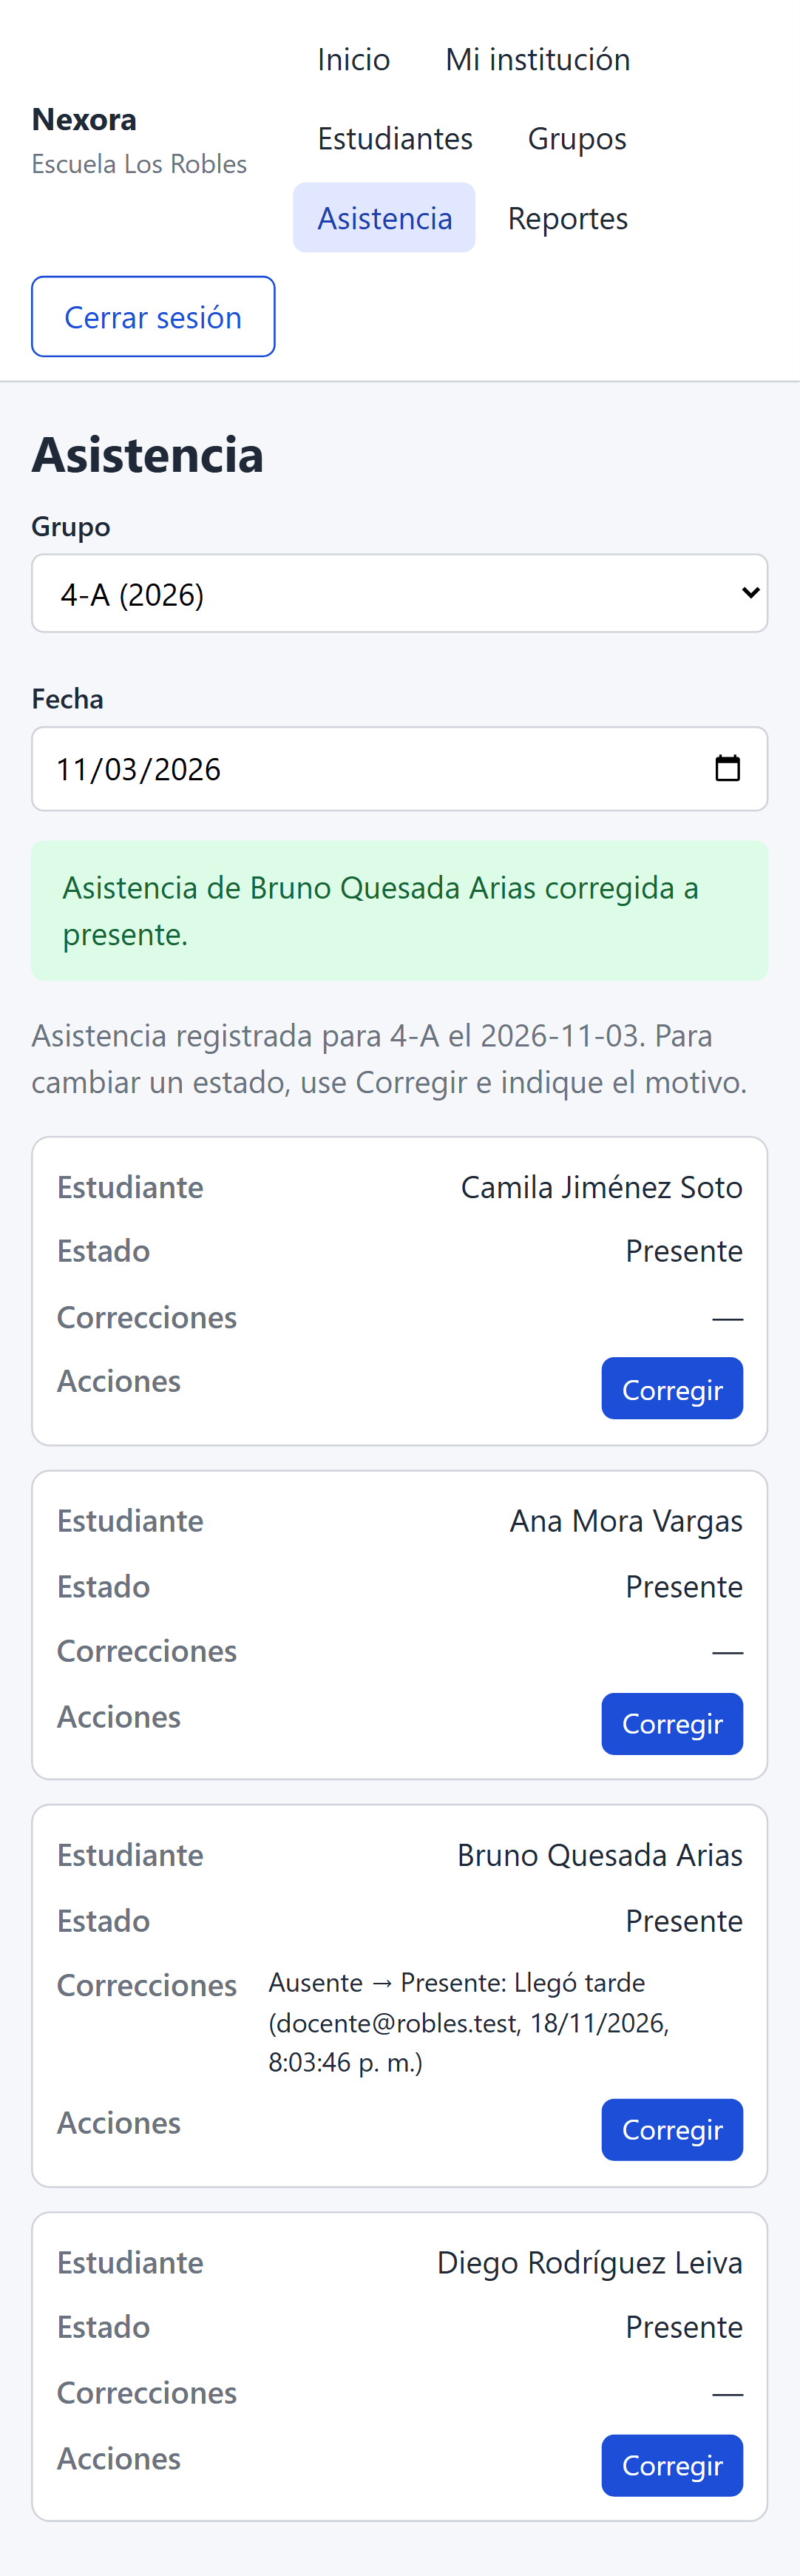 Nexora
Escuela Los Robles
Inicio
Mi institución
Estudiantes
Grupos
Asistencia
Reportes
Cerrar sesión
Asistencia
Grupo
4-A (2026)
Fecha
11/03/2026
Asistencia de Bruno Quesada Arias corregida a
presente.
Asistencia registrada para 4-A el 2026-11-03. Para
cambiar un estado, use Corregir e indique el motivo.
Estudiante Camila Jiménez Soto
Estado Presente
Correcciones —
Acciones Corregir
Estudiante Ana Mora Vargas
Estado Presente
Correcciones —
Acciones Corregir
Estudiante Bruno Quesada Arias
Estado Presente
Correcciones Ausente → Presente: Llegó tarde
(docente@robles.test, 18/11/2026,
8:03:46 p. m.)
Acciones Corregir
Estudiante Diego Rodríguez Leiva
Estado Presente
Correcciones —
Acciones Corregir